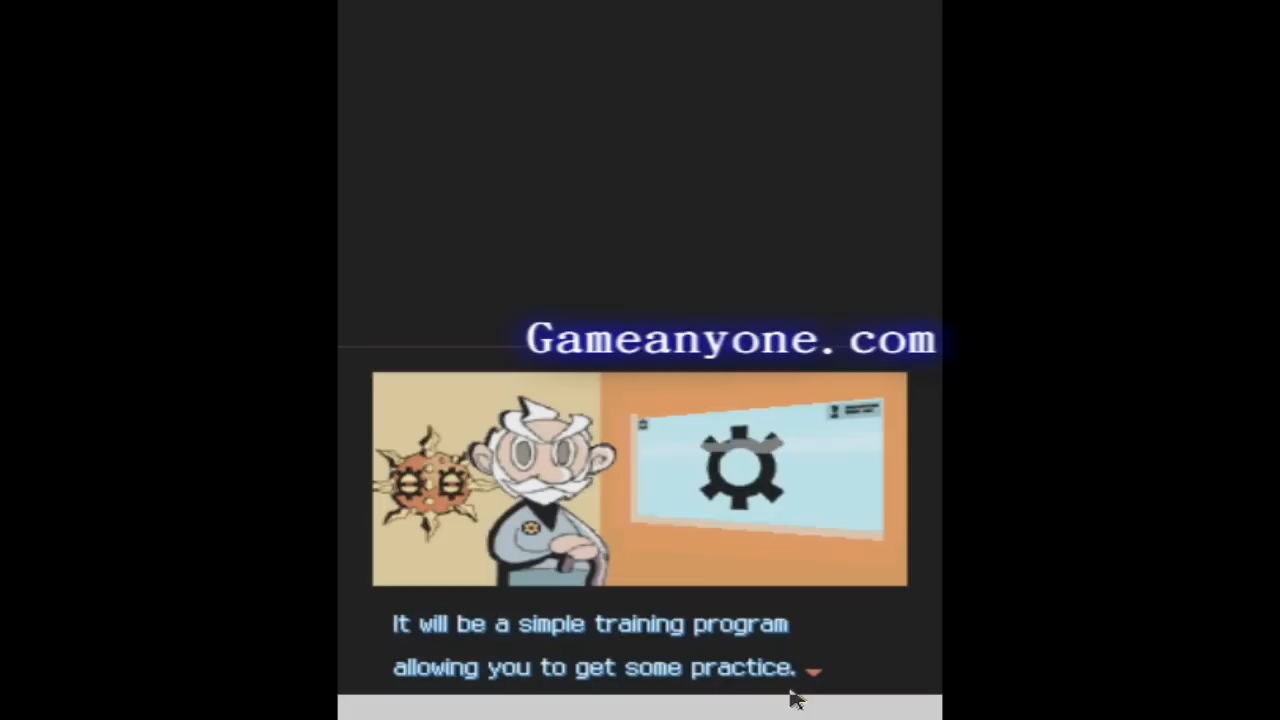 Gameanyone.com
It will be a simple training program
allowing you to get some practice.